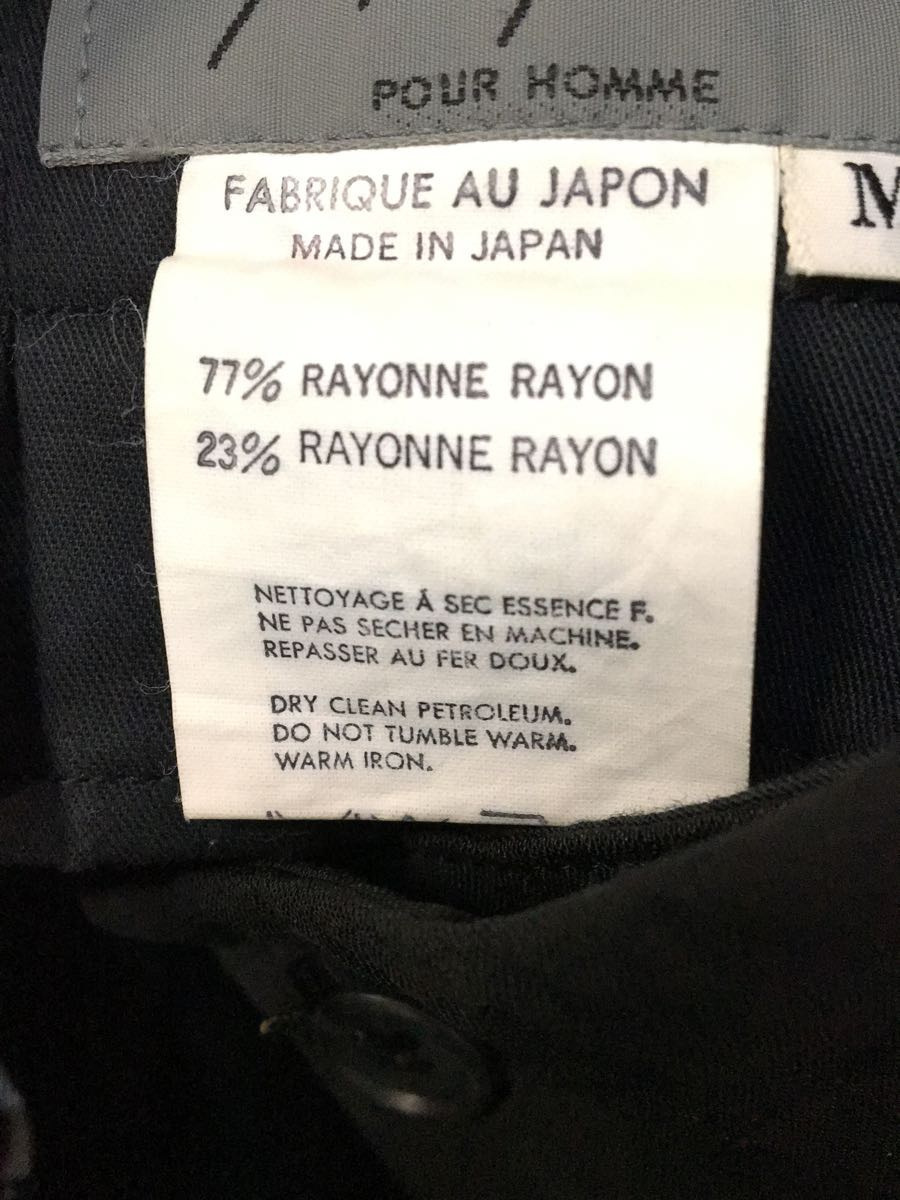 POUR HOMME
FABRIQUE AU JAPON
M
MADE IN JAPAN
77% RAYONNE RAYON
23% RAYONNE RAYON
NETTOYAGE À SEC ESSENCE F.
NE PAS SECHER EN MACHINE.
REPASSER AU FER DOUX.
DRY CLEAN PETROLEUM.
DO NOT TUMBLE WARM.
WARM IRON.